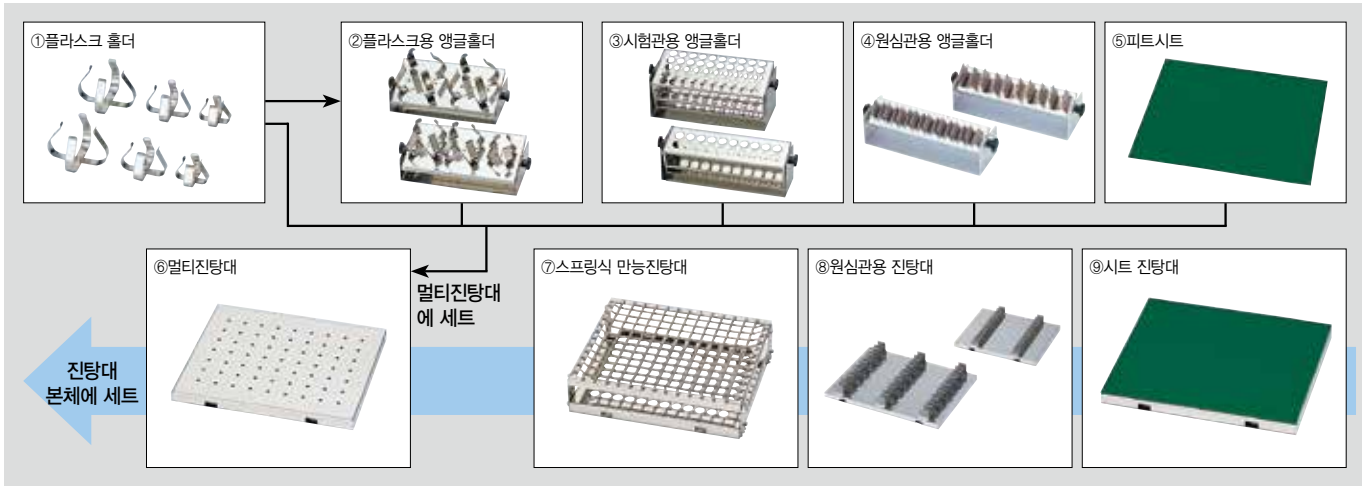 ①플라스크 홀더
②플라스크용 앵글홀더
③시험관용 앵글홀더
④원심관용 앵글홀더
⑤피트시트
⑥멀티진탕대
멀티진탕대
에 세트
⑦스프링식 만능진탕대
⑧원심관용 진탕대
⑨시트 진탕대
진탕대
본체에 세트